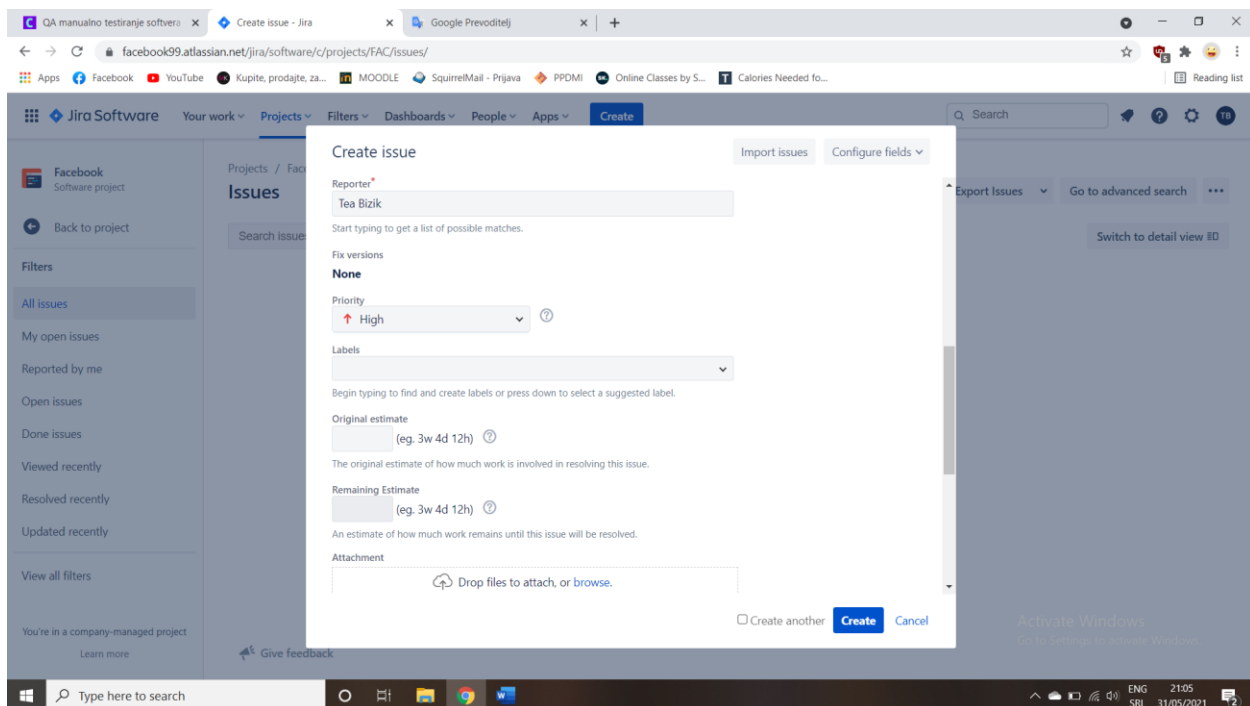 QA manualno testiranje softvera
Create issue - Jira
Google Prevoditelj
facebook99.atlassian.net/jira/software/c/projects/FAC/issues/
Apps Facebook YouTube Kupite, prodajte, za... MOODLE SquirrelMail - Prijava PPDMI Online Classes by S... Calories Needed fo... Reading list
Jira Software Your work Projects Filters Dashboards People Apps Create Search TB
Facebook
Software project
Back to project
Filters
All issues
My open issues
Reported by me
Open issues
Done issues
Viewed recently
Resolved recently
Updated recently
View all filters
You're in a company-managed project
Learn more
Projects / Face
Issues
Search issues
Export Issues Go to advanced search
Switch to detail view
Give feedback
Create issue Import issues Configure fields
Reporter*
Tea Bizik
Start typing to get a list of possible matches.
Fix versions
None
Priority
High
Labels
Begin typing to find and create labels or press down to select a suggested label.
Original estimate
(eg. 3w 4d 12h)
The original estimate of how much work is involved in resolving this issue.
Remaining Estimate
(eg. 3w 4d 12h)
An estimate of how much work remains until this issue will be resolved.
Attachment
Drop files to attach, or browse.
Create another Create Cancel
Activate Windows
Go to Settings to activate Windows.
Type here to search
ENG 21:05
SRL 31/05/2021 2